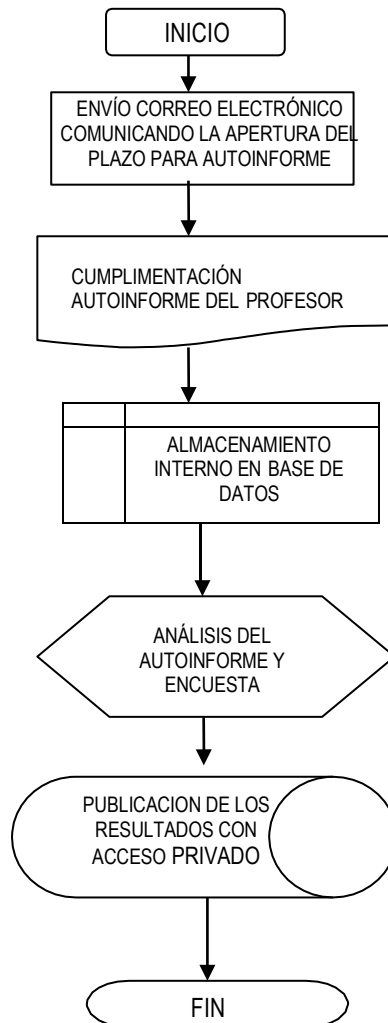 INICIO
ENVÍO CORREO ELECTRÓNICO
COMUNICANDO LA APERTURA DEL
PLAZO PARA AUTOINFORME
CUMPLIMENTACIÓN
AUTOINFORME DEL PROFESOR
ALMACENAMIENTO
INTERNO EN BASE DE
DATOS
ANÁLISIS DEL
AUTOINFORME Y
ENCUESTA
PUBLICACION DE LOS
RESULTADOS CON
ACCESO PRIVADO
FIN